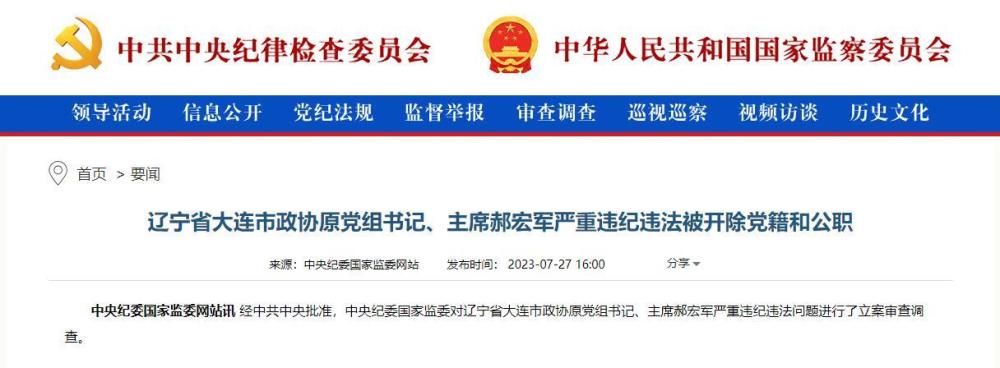 中共中央纪律检查委员会 中华人民共和国国家监察委员会
领导活动 信息公开 党纪法规 监督举报 审查调查 巡视巡察 视频访谈 历史文化
首页 > 要闻
辽宁省大连市政协原党组书记、主席郝宏军严重违纪违法被开除党籍和公职
来源：中央纪委国家监委网站 发布时间：2023-07-27 16:00 分享
中央纪委国家监委网站讯 经中共中央批准，中央纪委国家监委对辽宁省大连市政协原党组书记、主席郝宏军严重违纪违法问题进行了立案审查调
查。